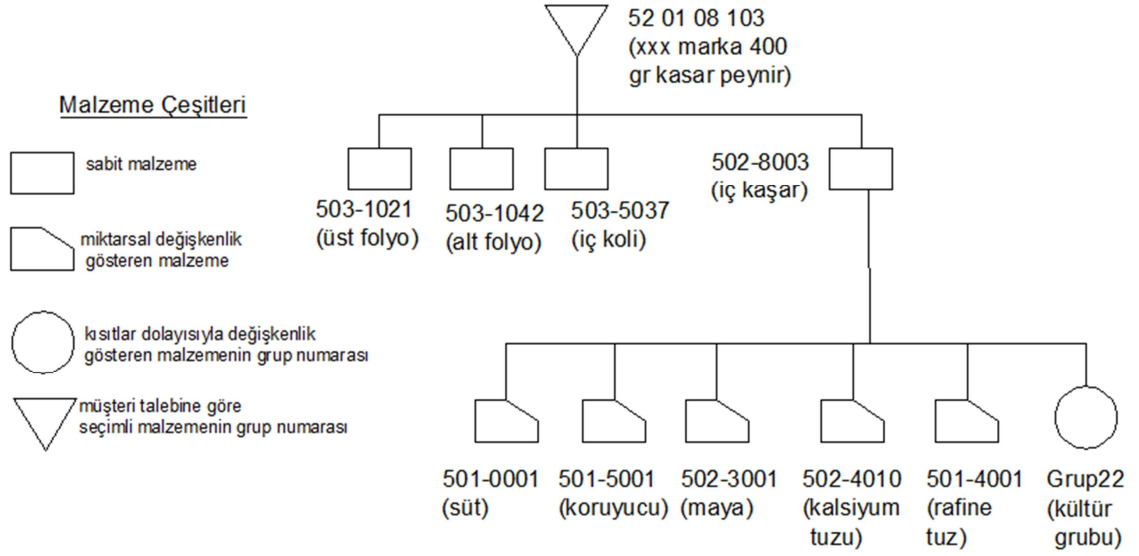 52 01 08 103
(xxx marka 400
gr kasar peynir)
Malzeme Çeşitleri
sabit malzeme
miktarsal değişkenlik
gösteren malzeme
kısıtlar dolayısıyla değişkenlik
gösteren malzemenin grup numarası
müşteri talebine göre
seçimli malzemenin grup numarası
503-1021
(üst folyo)
503-1042
(alt folyo)
503-5037
(iç koli)
502-8003
(iç kaşar)
501-0001
(süt)
501-5001
(koruyucu)
502-3001
(maya)
502-4010
(kalsiyum
tuzu)
501-4001
(rafine
tuz)
Grup22
(kültür
grubu)